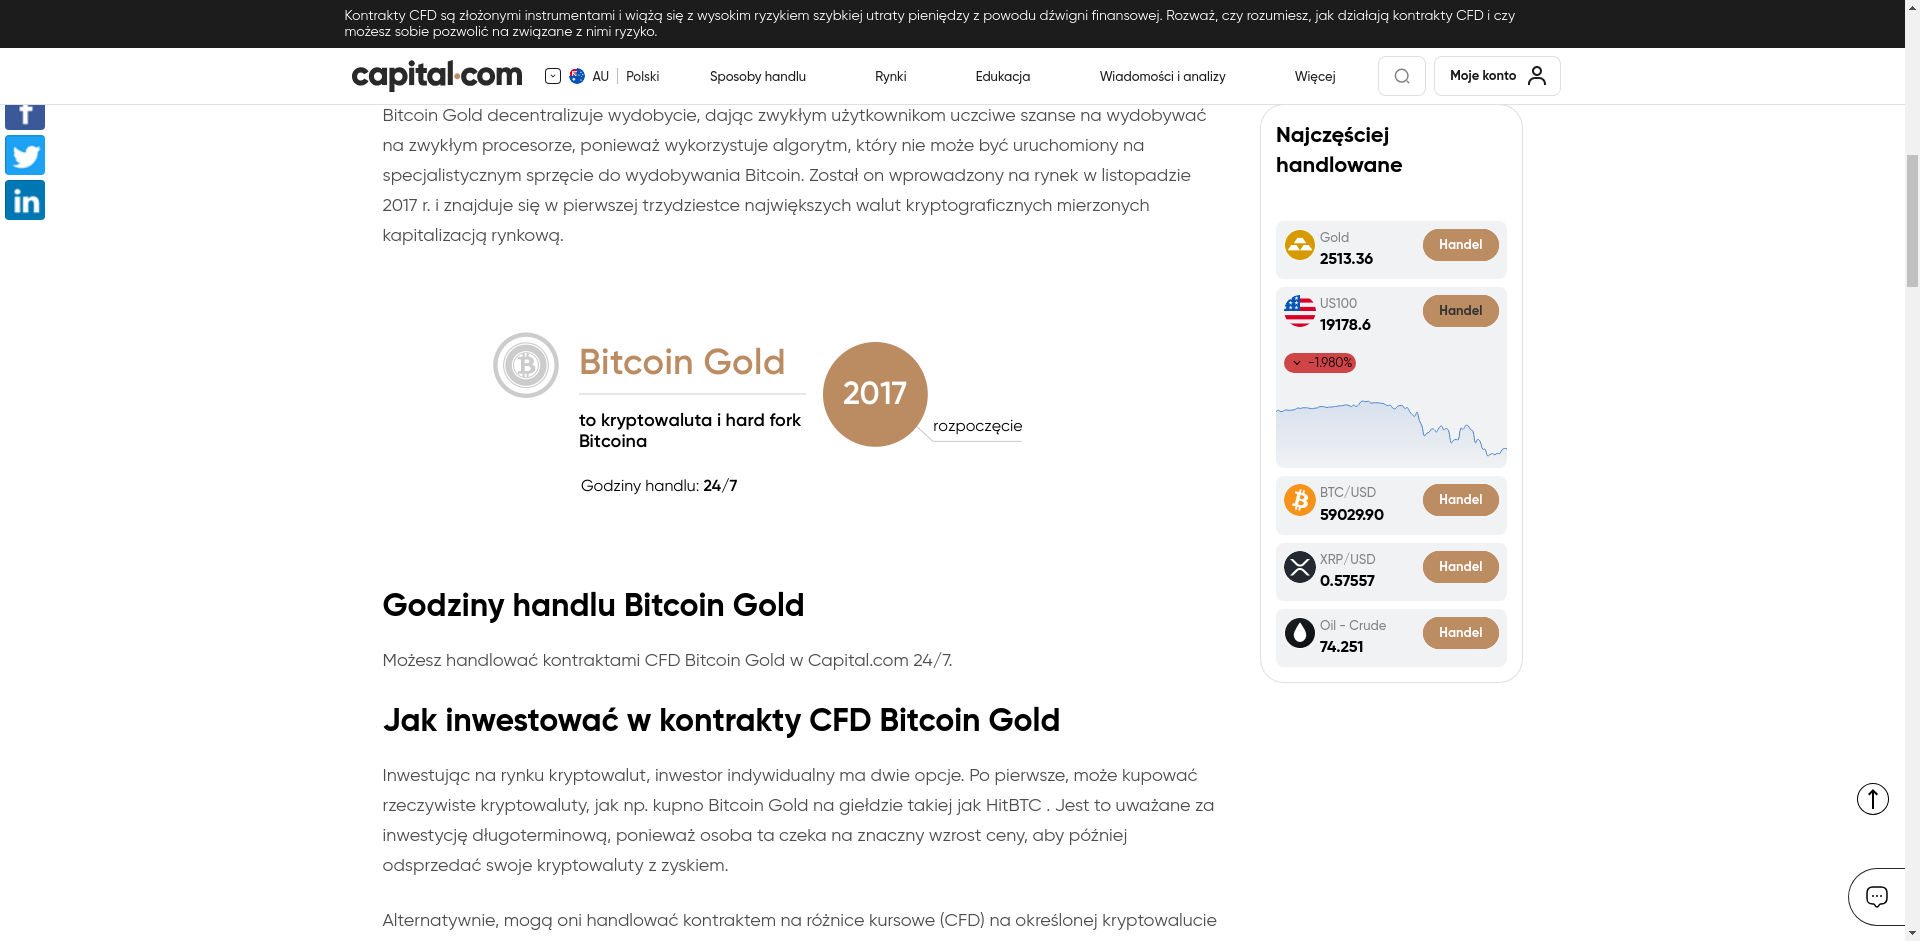 Kontrakty CFD są złożonymi instrumentami i wiążą się z wysokim ryzykiem szybkiej utraty pieniędzy z powodu dźwigni finansowej. Rozważ, czy rozumiesz, jak działają kontrakty CFD i czy
możesz sobie pozwolić na związane z nimi ryzyko.
capital.com
AU
Polski
Sposoby handlu
Rynki
Edukacja
Wiadomości i analizy
Więcej
Moje konto
Bitcoin Gold decentralizuje wydobycie, dając zwykłym użytkownikom uczciwe szanse na wydobywać
na zwykłym procesorze, ponieważ wykorzystuje algorytm, który nie może być uruchomiony na
specjalistycznym sprzęcie do wydobywania Bitcoin. Został on wprowadzony na rynek w listopadzie
2017 r. i znajduje się w pierwszej trzydziestce największych walut kryptograficznych mierzonych
kapitalizacją rynkową.
Bitcoin Gold
to kryptowaluta i hard fork
Bitcoina
Godziny handlu: 24/7
2017
rozpoczęcie
Godziny handlu Bitcoin Gold
Możesz handlować kontraktami CFD Bitcoin Gold w Capital.com 24/7.
Jak inwestować w kontrakty CFD Bitcoin Gold
Inwestując na rynku kryptowalut, inwestor indywidualny ma dwie opcje. Po pierwsze, może kupować
rzeczywiste kryptowaluty, jak np. kupno Bitcoin Gold na giełdzie takiej jak HitBTC . Jest to uważane za
inwestycję długoterminową, ponieważ osoba ta czeka na znaczny wzrost ceny, aby później
odsprzedać swoje kryptowaluty z zyskiem.
Alternatywnie, mogą oni handlować kontraktem na różnice kursowe (CFD) na określonej kryptowalucie
Najczęściej
handlowane
Gold
2513.36
Handel
US100
19178.6
Handel
-1.980%
BTC/USD
59029.90
Handel
XRP/USD
0.57557
Handel
Oil - Crude
74.251
Handel